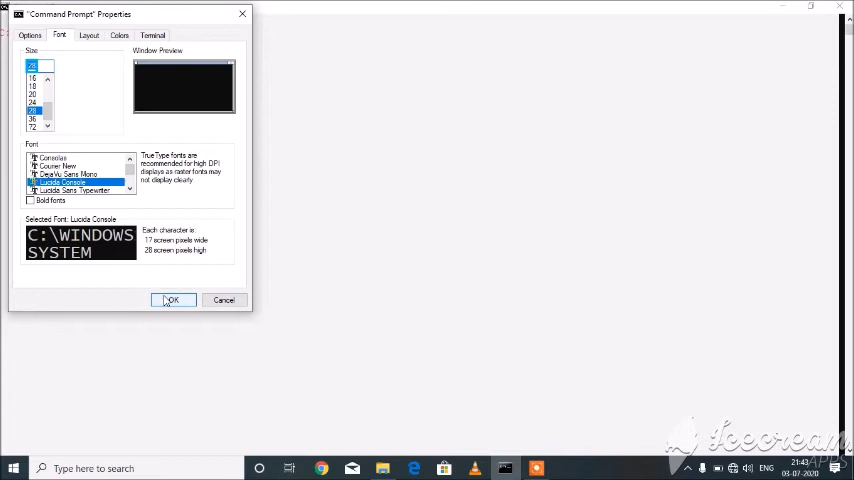 "Command Prompt" Properties
Options Font Layout Colors Terminal
Size
Window Preview
28
16
18
20
24
28
36
72
Font
Consolas
Courier New
DejaVu Sans Mono
Lucida Console
Lucida Sans Typewriter
TrueType fonts are
recommended for high DPI
displays as raster fonts may
not display clearly.
Bold fonts
Selected Font: Lucida Console
C:\WINDOWS
SYSTEM
Each character is:
17 screen pixels wide
28 screen pixels high
OK Cancel
Icecream
APPS
Type here to search
ENG
21:43
03-07-2020